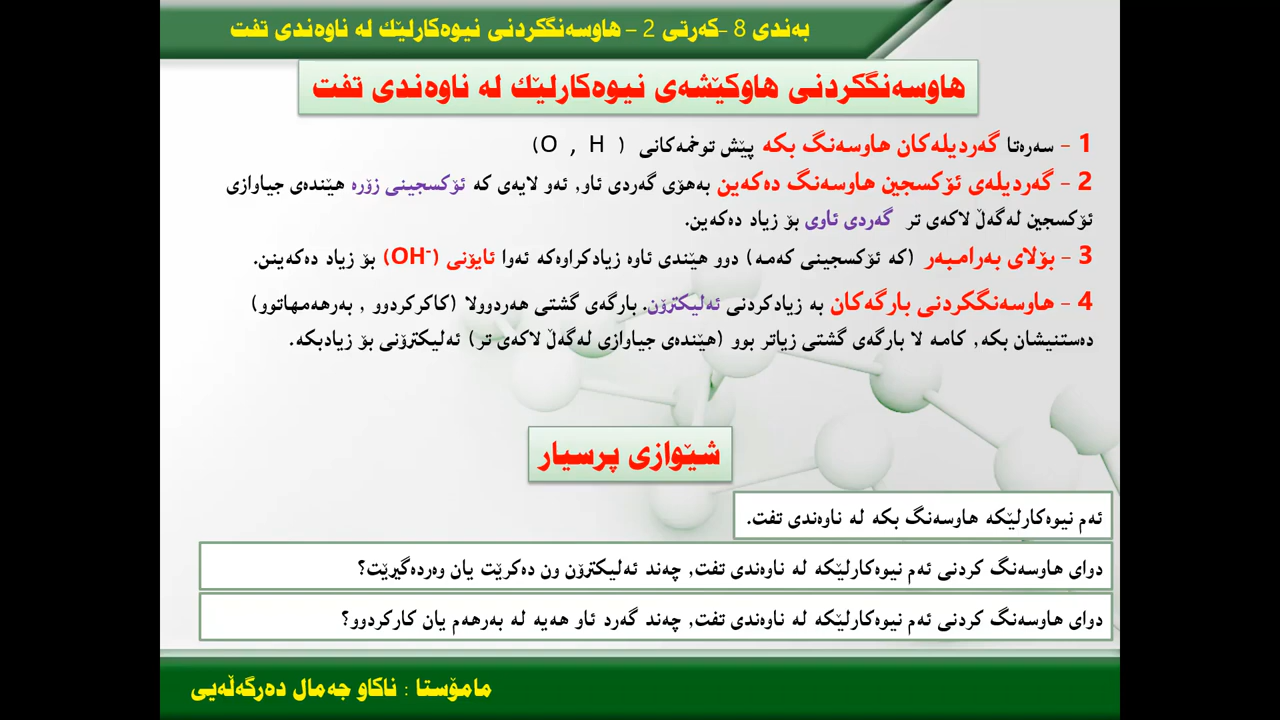 بەندی 8 -کەرتی 2 - هاوسەنگکردنی نیوەکارلێك لە ناوەندی تفت
هاوسەنگکردنی هاوکێشەی نیوەکارلێك لە ناوەندی تفت
1 - سەرەتا گەردیلەکان هاوسەنگ بکە پێش توخمەکانی ( O , H )
2 - گەردیلەی ئۆکسجین هاوسەنگ دەکەین بەهۆی گەردی ئاو, ئەو لایەی کە ئۆکسجینی زۆرە هێندەی جیاوازی
ئۆکسجین لەگەڵ لاکەی تر گەردی ئاوی بۆ زیاد دەکەین.
3 - بۆلای بەرامبەر (کە ئۆکسجینی کەمە) دوو هێندی ئاوە زیادکراوەکە ئەوا ئایۆنی (OH⁻) بۆ زیاد دەکەینن.
4 - هاوسەنگکردنی بارگەکان بە زیادکردنی ئەلیکترۆن. بارگەی گشتی هەردوولا (کاکرکردوو , بەرهەمهاتوو)
دەستنیشان بکە, کامە لا بارگەی گشتی زیاتر بوو (هێندەی جیاوازی لەگەڵ لاکەی تر) ئەلیکترۆنی بۆ زیادبکە.
شێوازی پرسیار
ئەم نیوەکارلێکە هاوسەنگ بکە لە ناوەندی تفت.
دوای هاوسەنگ کردنی ئەم نیوەکارلێکە لە ناوەندی تفت, چەند ئەلیکترۆن ون دەکرێت یان وەردەگیرێت؟
دوای هاوسەنگ کردنی ئەم نیوەکارلێکە لە ناوەندی تفت, چەند گەرد ئاو هەیە لە بەرهەم یان کارکردوو؟
مامۆستا : ئاکاو جەمال دەرگەڵەیی